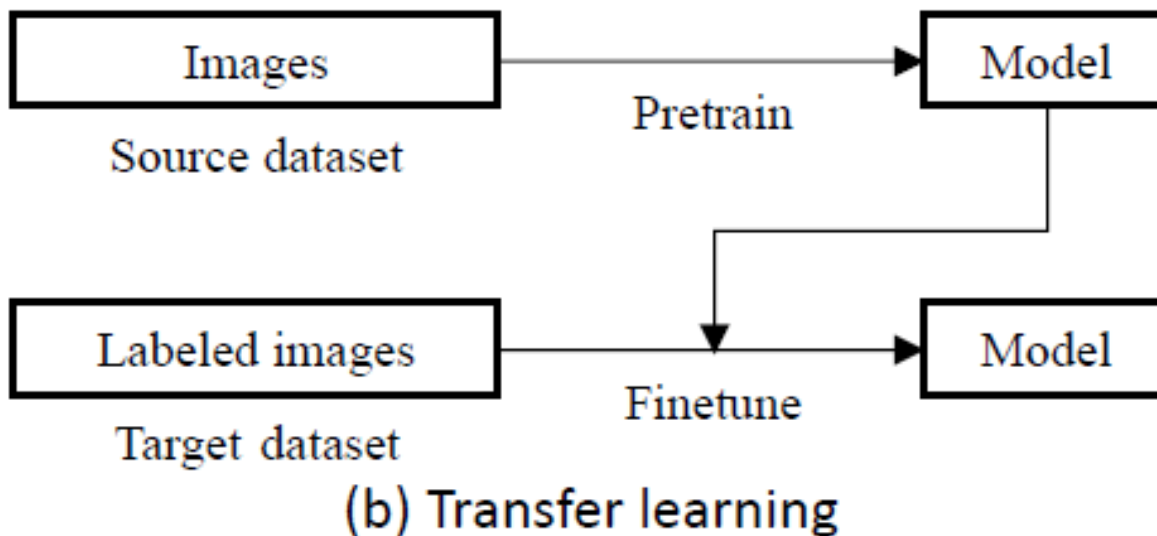 Images
Model
Pretrain
Source dataset
Labeled images
Model
Finetune
Target dataset
(b) Transfer learning